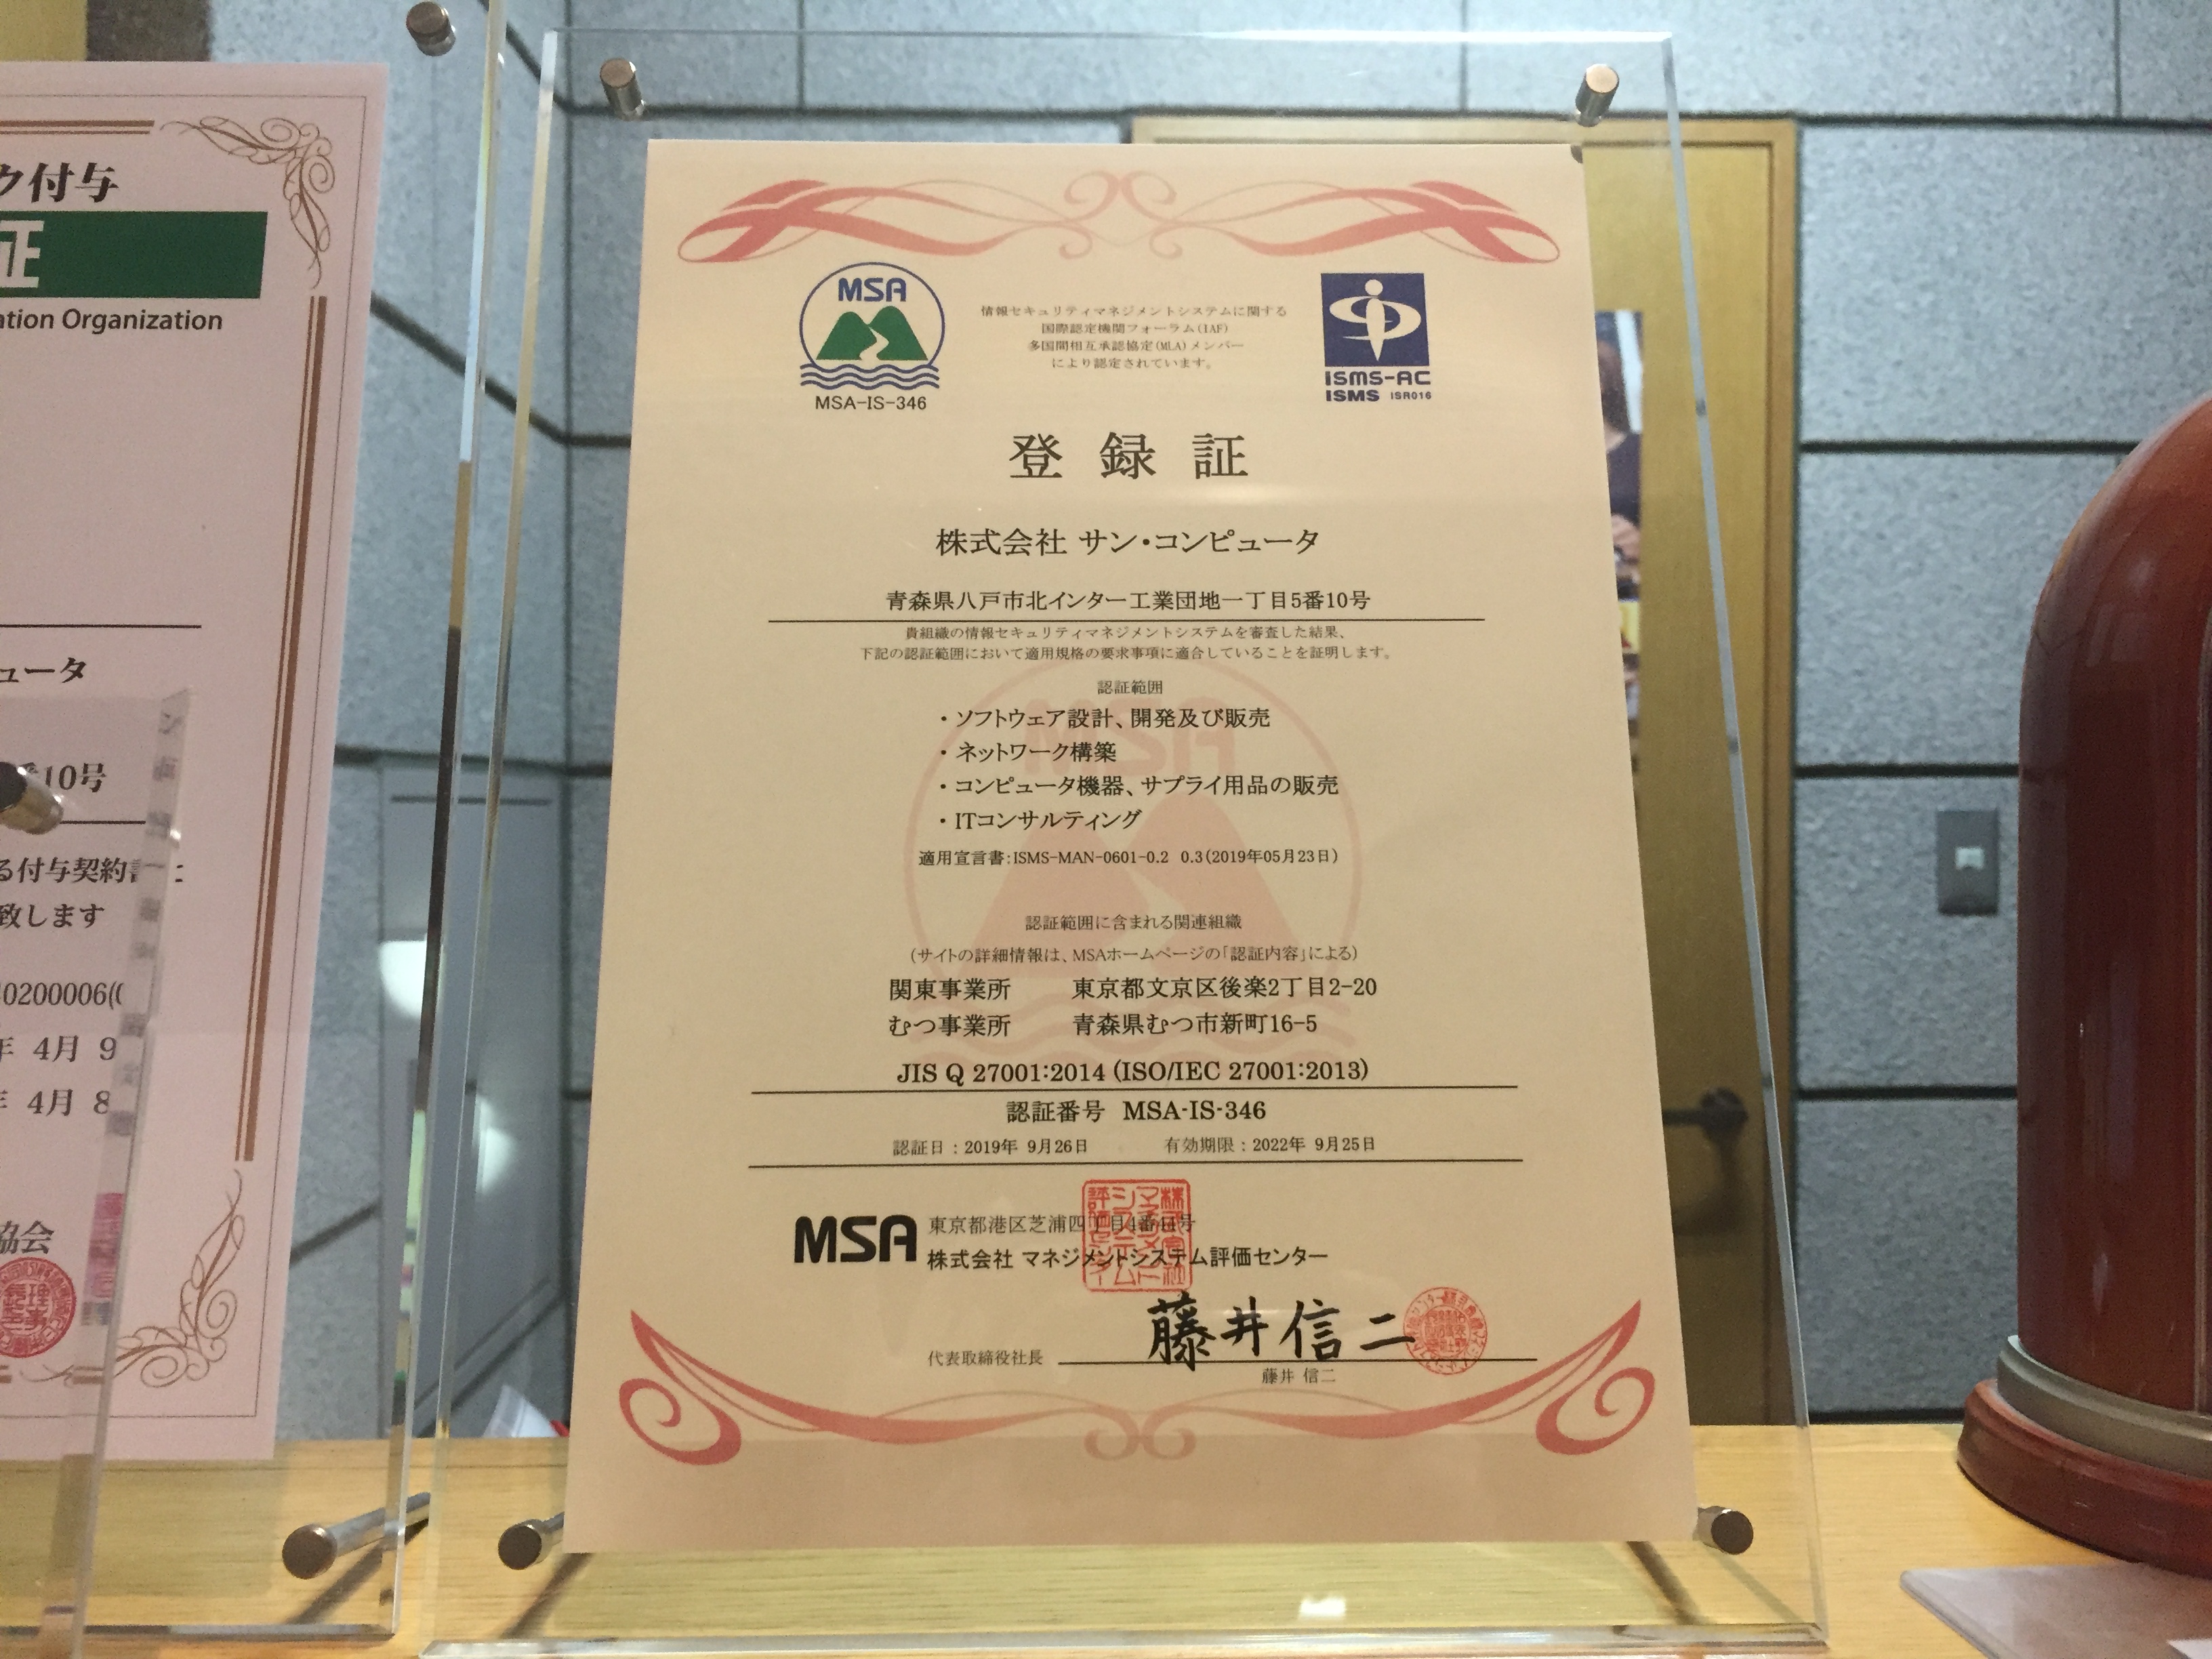 ク付与
証
ation Organization
ュータ
番10号
る付与契約
致します
0200006(
年 4月 9
年 4月 8
協会
MSA
MSA-IS-346
情報セキュリティマネジメントシステムに関する
国際認定機関フォーラム(IAF)
多国間相互承認協定(MLA)メンバー
により認定されています。
ISMS-AC
ISMS ISR016
登録証
株式会社 サン・コンピュータ
青森県八戸市北インター工業団地一丁目5番10号
貴組織の情報セキュリティマネジメントシステムを審査した結果、
下記の認証範囲において適用規格の要求事項に適合していることを証明します。
認証範囲
・ソフトウェア設計、開発及び販売
・ネットワーク構築
・コンピュータ機器、サプライ用品の販売
・ITコンサルティング
適用宣言書:ISMS-MAN-0601-0.2 0.3(2019年05月23日)
認証範囲に含まれる関連組織
(サイトの詳細情報は、MSAホームページの「認証内容」による)
関東事業所 東京都文京区後楽2丁目2-20
むつ事業所 青森県むつ市新町16-5
JIS Q 27001:2014 (ISO/IEC 27001:2013)
認証番号 MSA-IS-346
認証日：2019年 9月26日 有効期限：2022年 9月25日
MSA
東京都港区芝浦四丁目4番44号
株式会社 マネジメントシステム評価センター
藤井信二
代表取締役社長
藤井 信二